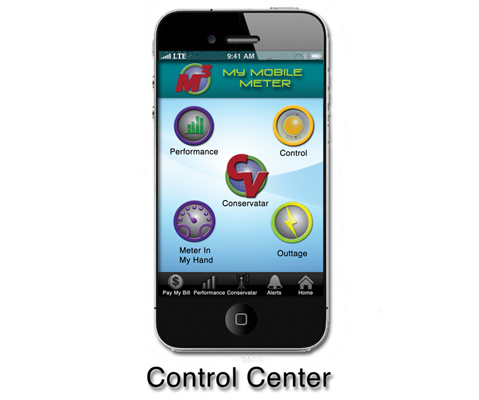 LTE 9:41 AM
M3 MY MOBILE
METER
Performance
Control
CV
Conservatar
Meter In
My Hand
Outtage
Pay My Bill Performance Conservatar Alerts Home
Control Center